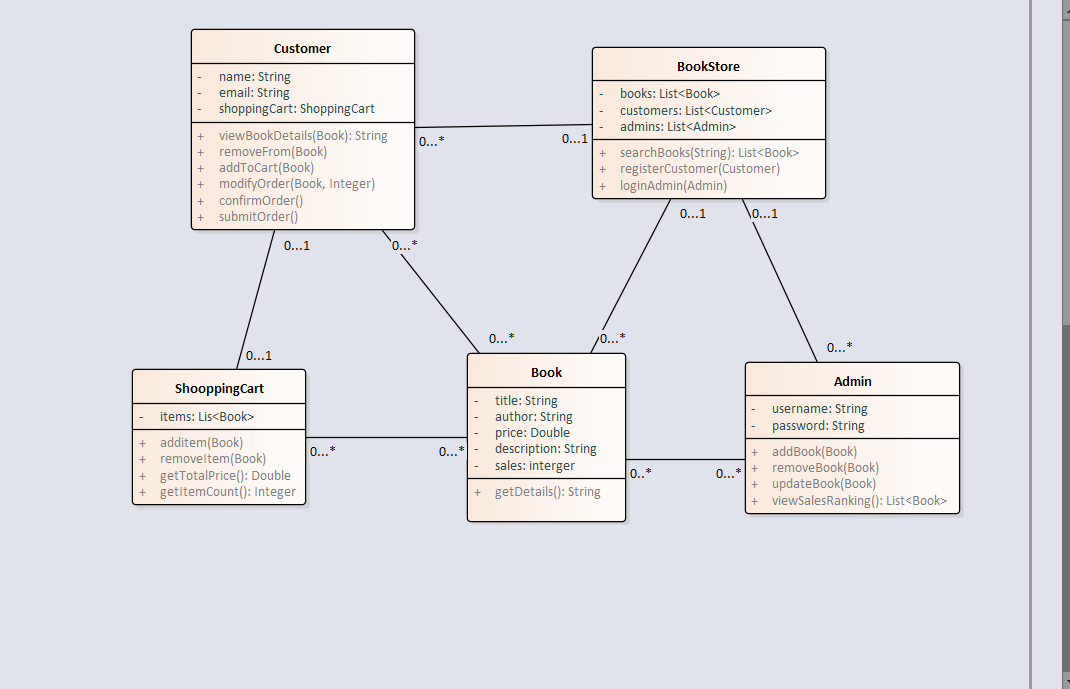 Customer
- name: String
- email: String
- shoppingCart: ShoppingCart
+ viewBookDetails(Book): String
+ removeFrom(Book)
+ addToCart(Book)
+ modifyOrder(Book, Integer)
+ confirmOrder()
+ submitOrder()
0...*
0...1
BookStore
- books: List<Book>
- customers: List<Customer>
- admins: List<Admin>
+ searchBooks(String): List<Book>
+ registerCustomer(Customer)
+ loginAdmin(Admin)
0...1
0...1
0...1
0...*
0...1
0...*
0...*
0...*
ShooppingCart
- items: Lis<Book>
+ additem(Book)
+ removeItem(Book)
+ getTotalPrice(): Double
+ getItemCount(): Integer
0...*
0...*
Book
- title: String
- author: String
- price: Double
- description: String
- sales: interger
+ getDetails(): String
0..*
0...*
Admin
- username: String
- password: String
+ addBook(Book)
+ removeBook(Book)
+ updateBook(Book)
+ viewSalesRanking(): List<Book>